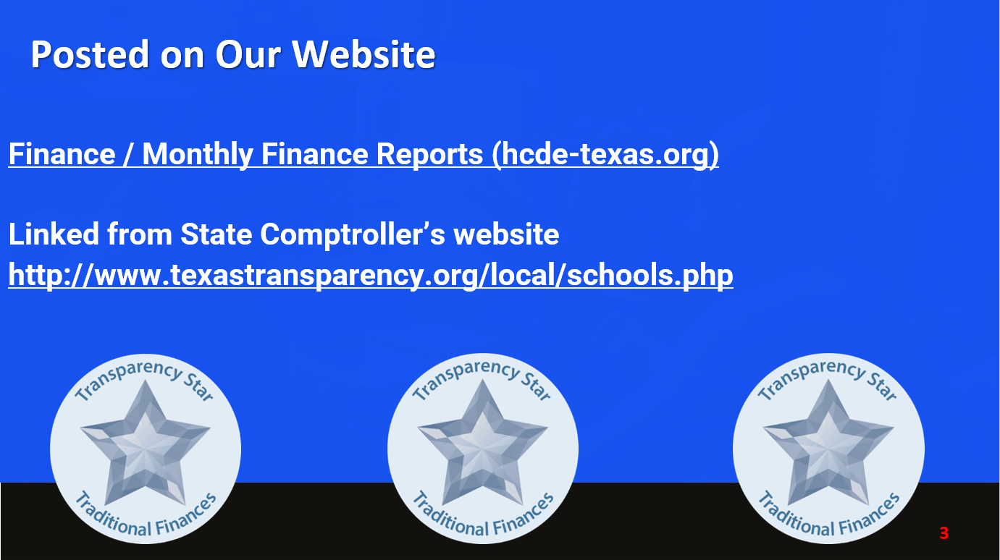 Posted on Our Website
Finance / Monthly Finance Reports (hcde-texas.org)
Linked from State Comptroller’s website
http://www.texastransparency.org/local/schools.php
Transparency Star
Traditional Finances
Transparency Star
Traditional Finances
Transparency Star
Traditional Finances
3